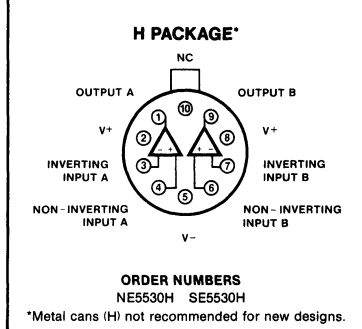 H PACKAGE*
NC
OUTPUT A OUTPUT B
10
1 9
V+ 2 8 V+
- + + -
INVERTING INPUT A 3 7 INVERTING INPUT B
4 6
NON-INVERTING INPUT A 5 NON-INVERTING INPUT B
V-
ORDER NUMBERS
NE5530H SE5530H
*Metal cans (H) not recommended for new designs.